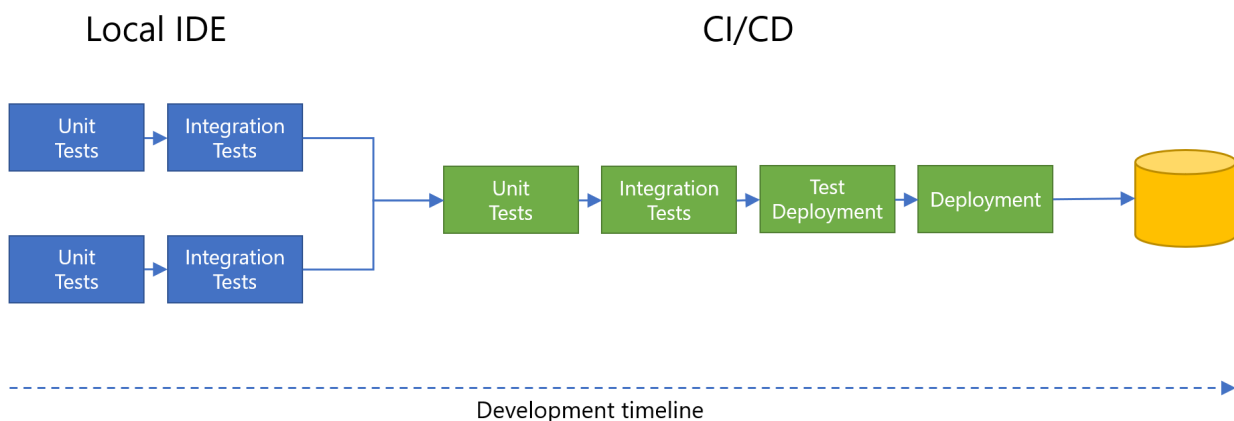 Local IDE
CI/CD
Unit
Tests
Integration
Tests
Unit
Tests
Integration
Tests
Unit
Tests
Integration
Tests
Test
Deployment
Deployment
Development timeline